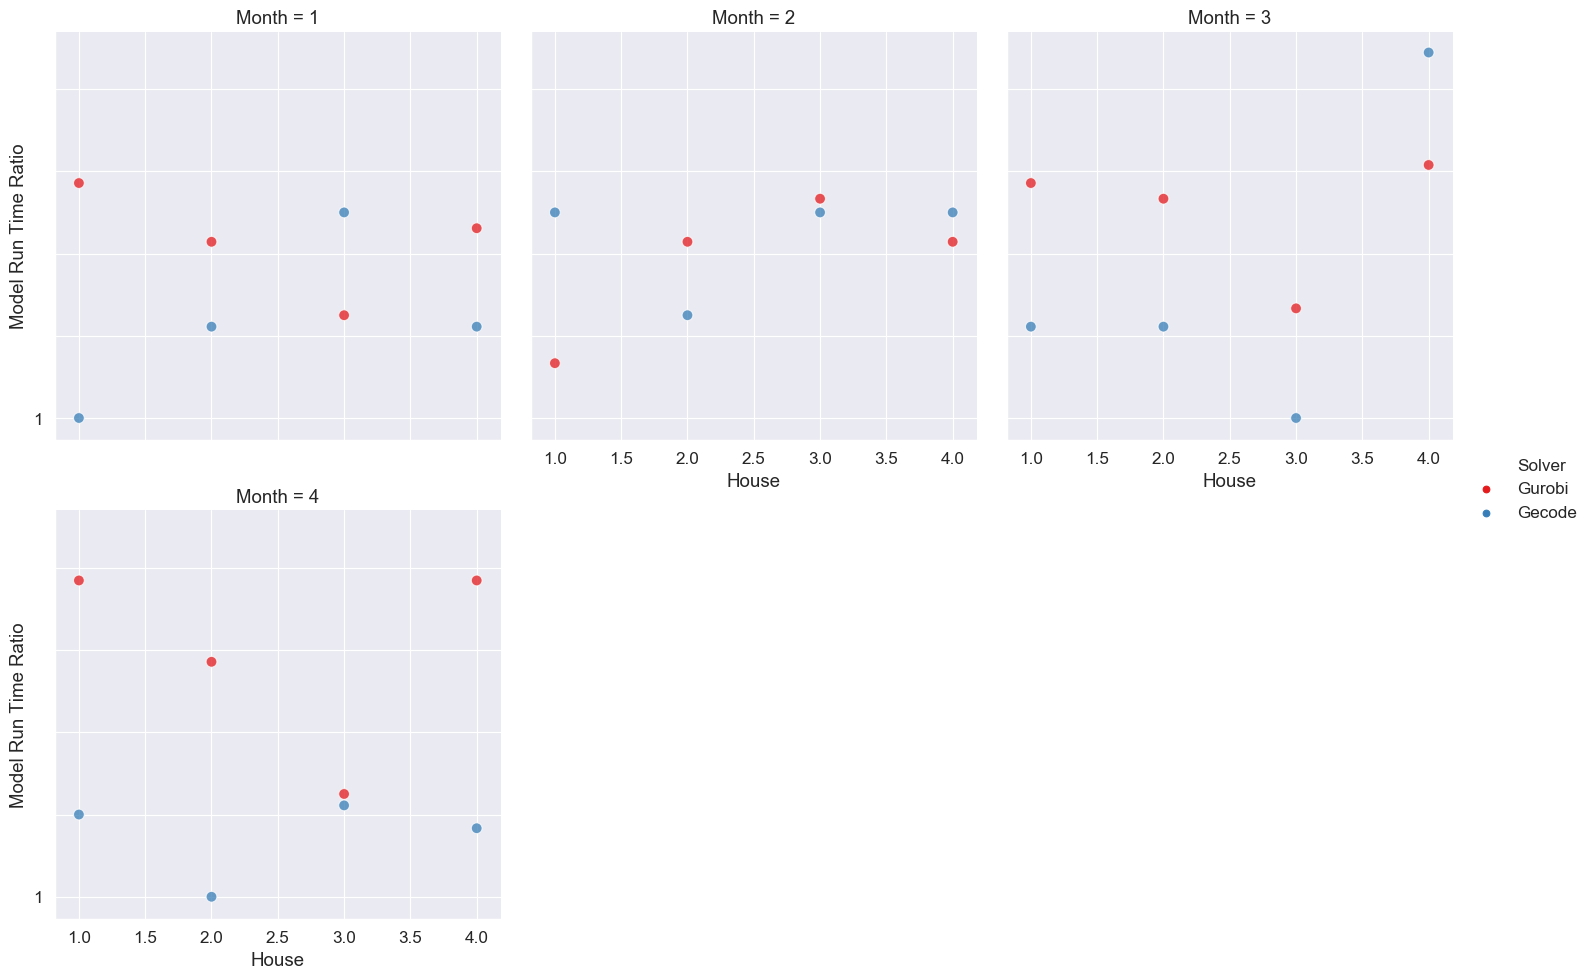 Month = 1
Month = 2
Month = 3
Model Run Time Ratio
1
1.0 1.5 2.0 2.5 3.0 3.5 4.0
House
1.0 1.5 2.0 2.5 3.0 3.5 4.0
House
Solver
Gurobi
Gecode
Month = 4
Model Run Time Ratio
1
1.0 1.5 2.0 2.5 3.0 3.5 4.0
House